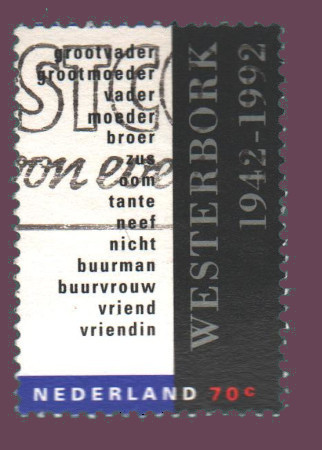 grootvader
grootmoeder
vader
moeder
broer
zus
oom
tante
neef
nicht
buurman
buurvrouw
vriend
vriendin
WESTERBORK
1942-1992
NEDERLAND 70c